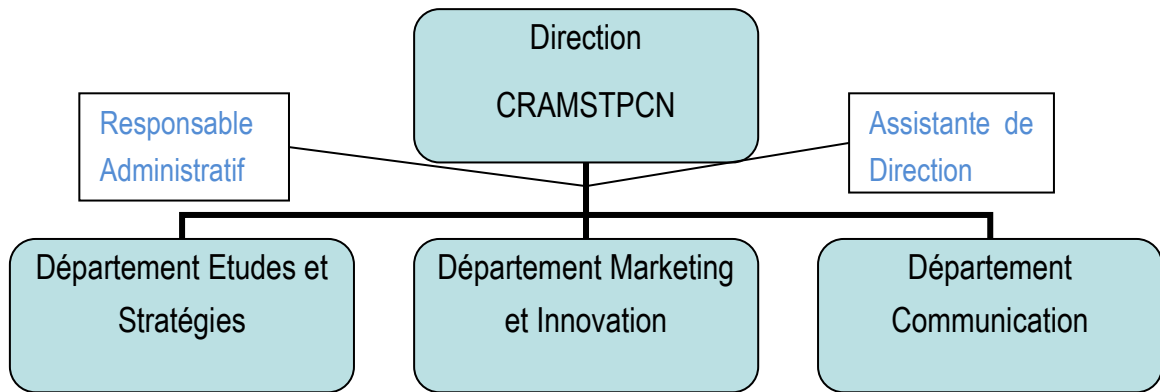 Direction
CRAMSTPCN
Responsable
Administratif
Assistante de
Direction
Département Etudes et
Stratégies
Département Marketing
et Innovation
Département
Communication